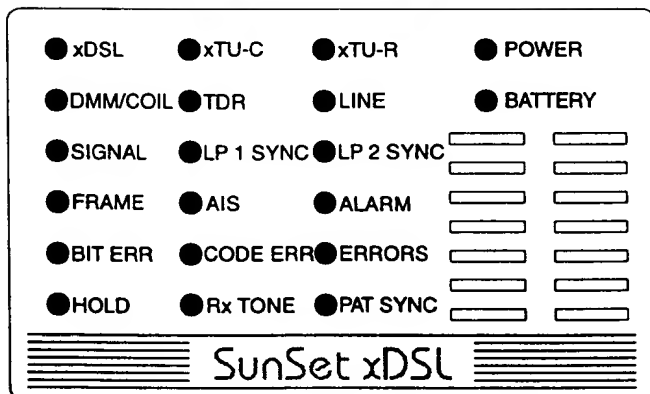 xDSL xTU-C xTU-R POWER
DMM/COIL TDR LINE BATTERY
SIGNAL LP 1 SYNC LP 2 SYNC
FRAME AIS ALARM
BIT ERR CODE ERR ERRORS
HOLD Rx TONE PAT SYNC
SunSet xDSL